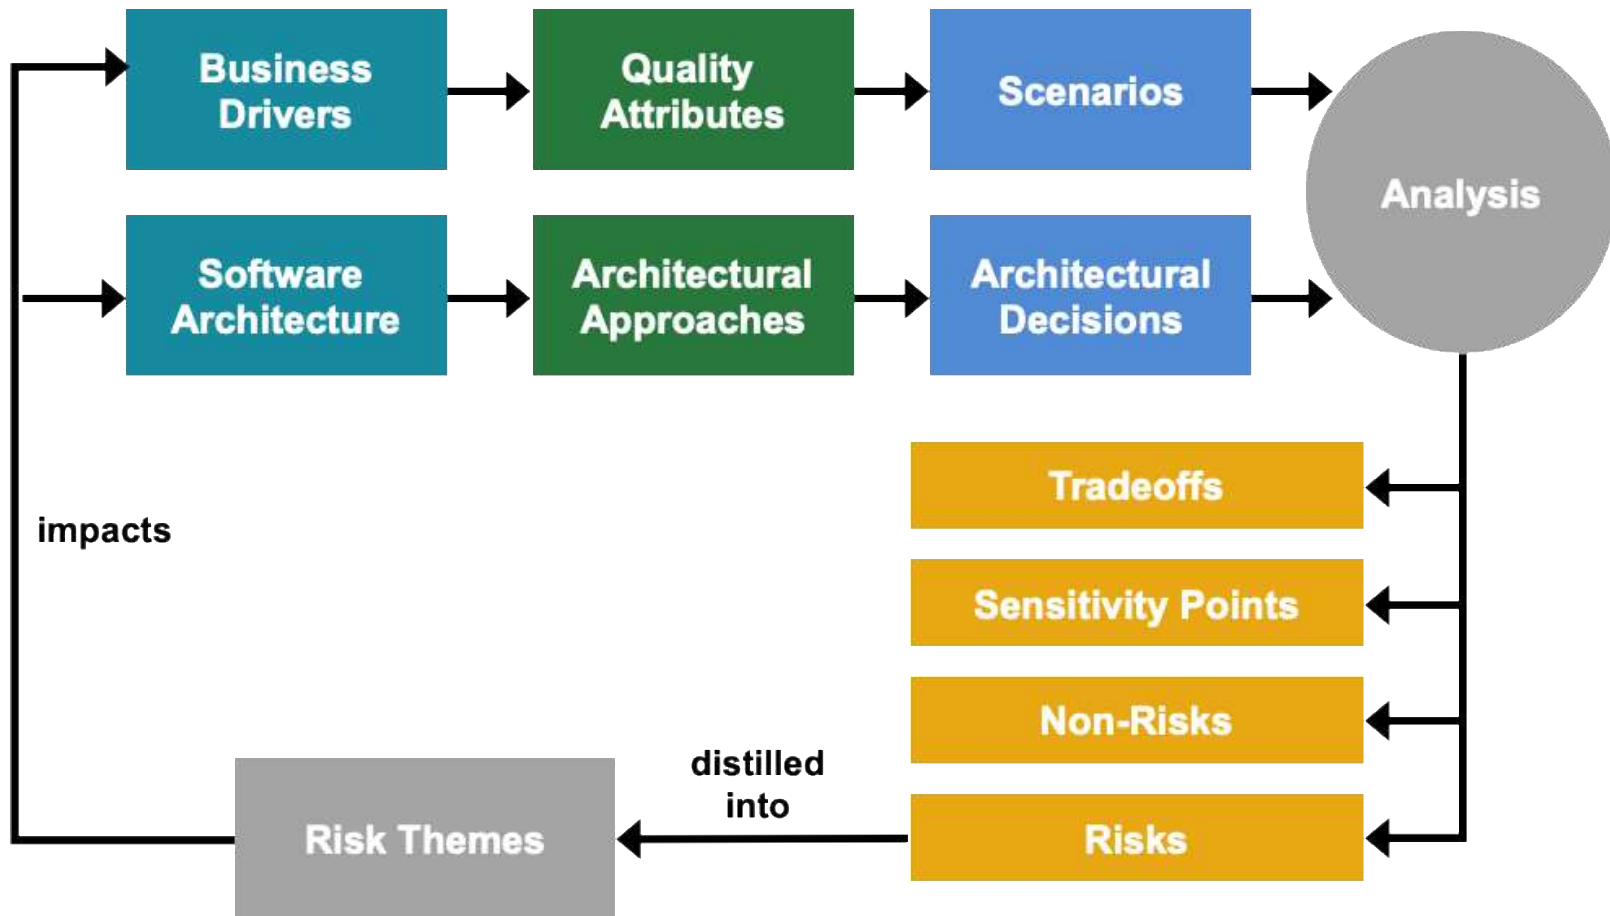 Business
Drivers
Quality
Attributes
Scenarios
Analysis
Software
Architecture
Architectural
Approaches
Architectural
Decisions
Tradeoffs
impacts
Sensitivity Points
Non-Risks
distilled
into
Risk Themes
Risks